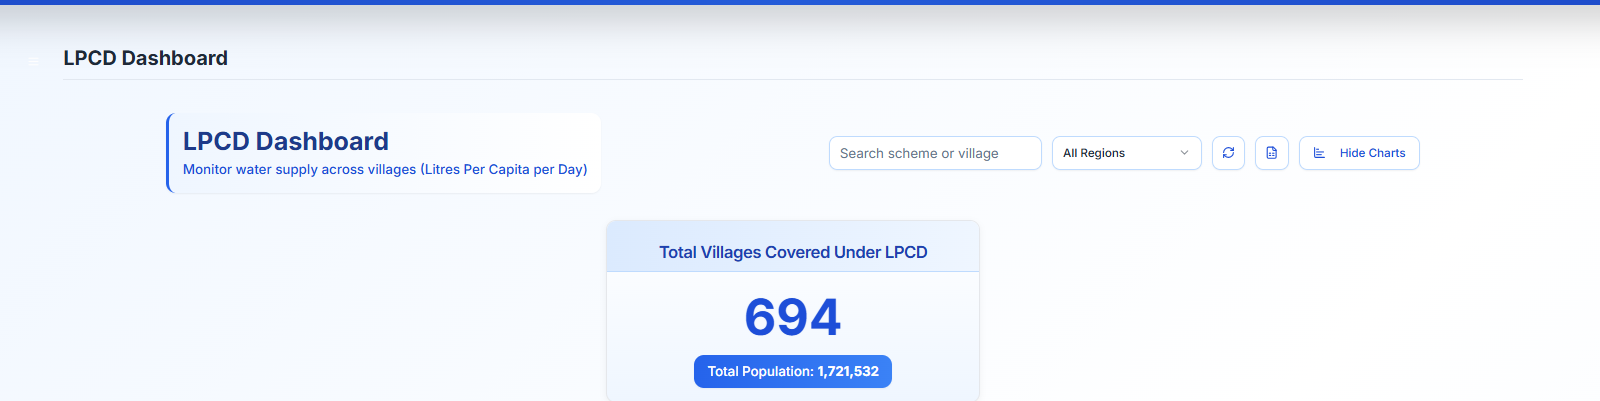 LPCD Dashboard
LPCD Dashboard
Monitor water supply across villages (Litres Per Capita per Day)
Search scheme or village
All Regions
Hide Charts
Total Villages Covered Under LPCD
694
Total Population: 1,721,532